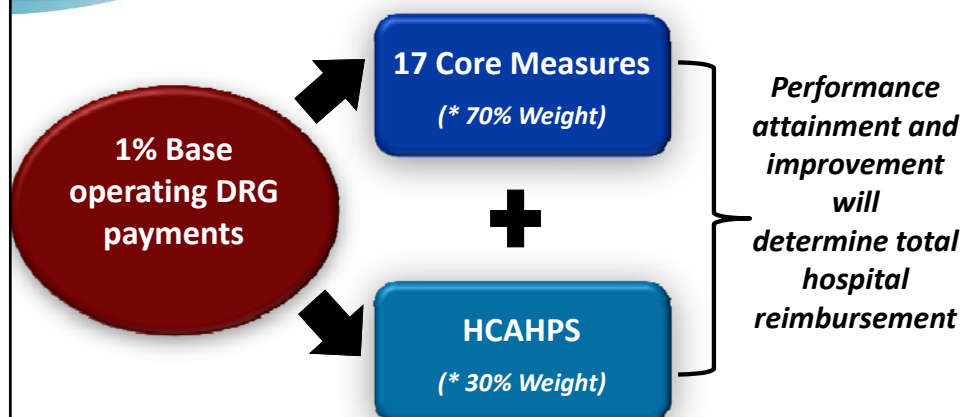 1% Base
operating DRG
payments
17 Core Measures
(* 70% Weight)
HCAHPS
(* 30% Weight)
Performance
attainment and
improvement
will
determine total
hospital
reimbursement